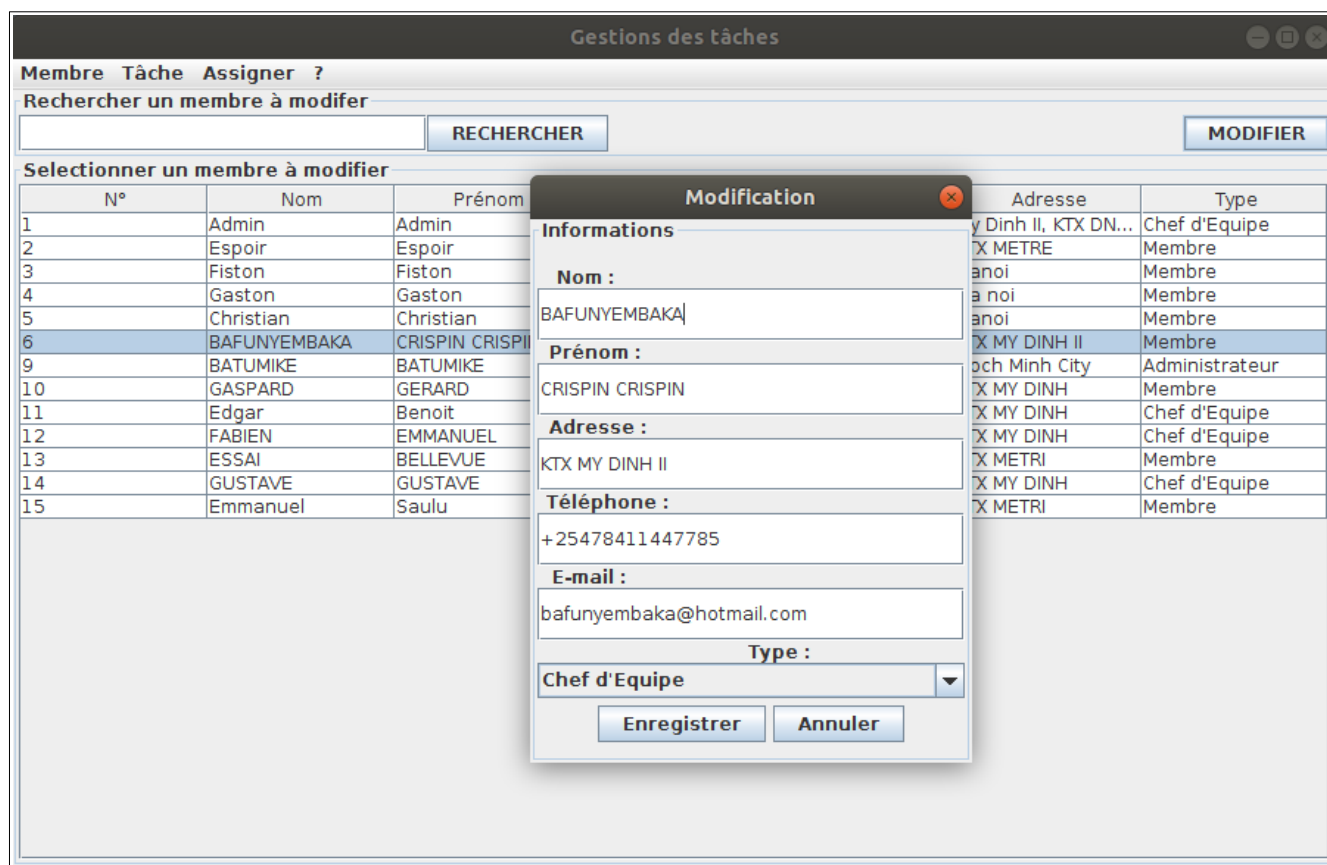 Gestions des tâches
Membre Tâche Assigner ?
Rechercher un membre à modifer
RECHERCHER MODIFIER
Selectionner un membre à modifier
N° Nom Prénom Adresse Type
1 Admin Admin y Dinh II, KTX DN... Chef d'Equipe
2 Espoir Espoir TX METRE Membre
3 Fiston Fiston anoi Membre
4 Gaston Gaston a noi Membre
5 Christian Christian anoi Membre
6 BAFUNYEMBAKA CRISPIN CRISPI TX MY DINH II Membre
9 BATUMIKE BATUMIKE och Minh City Administrateur
10 GASPARD GERARD TX MY DINH Membre
11 Edgar Benoit TX MY DINH Chef d'Equipe
12 FABIEN EMMANUEL TX MY DINH Chef d'Equipe
13 ESSAI BELLEVUE TX METRI Membre
14 GUSTAVE GUSTAVE TX MY DINH Chef d'Equipe
15 Emmanuel Saulu TX METRI Membre
Modification
Informations
Nom :
BAFUNYEMBAKA
Prénom :
CRISPIN CRISPIN
Adresse :
KTX MY DINH II
Téléphone :
+25478411447785
E-mail :
bafunyembaka@hotmail.com
Type :
Chef d'Equipe
Enregistrer Annuler